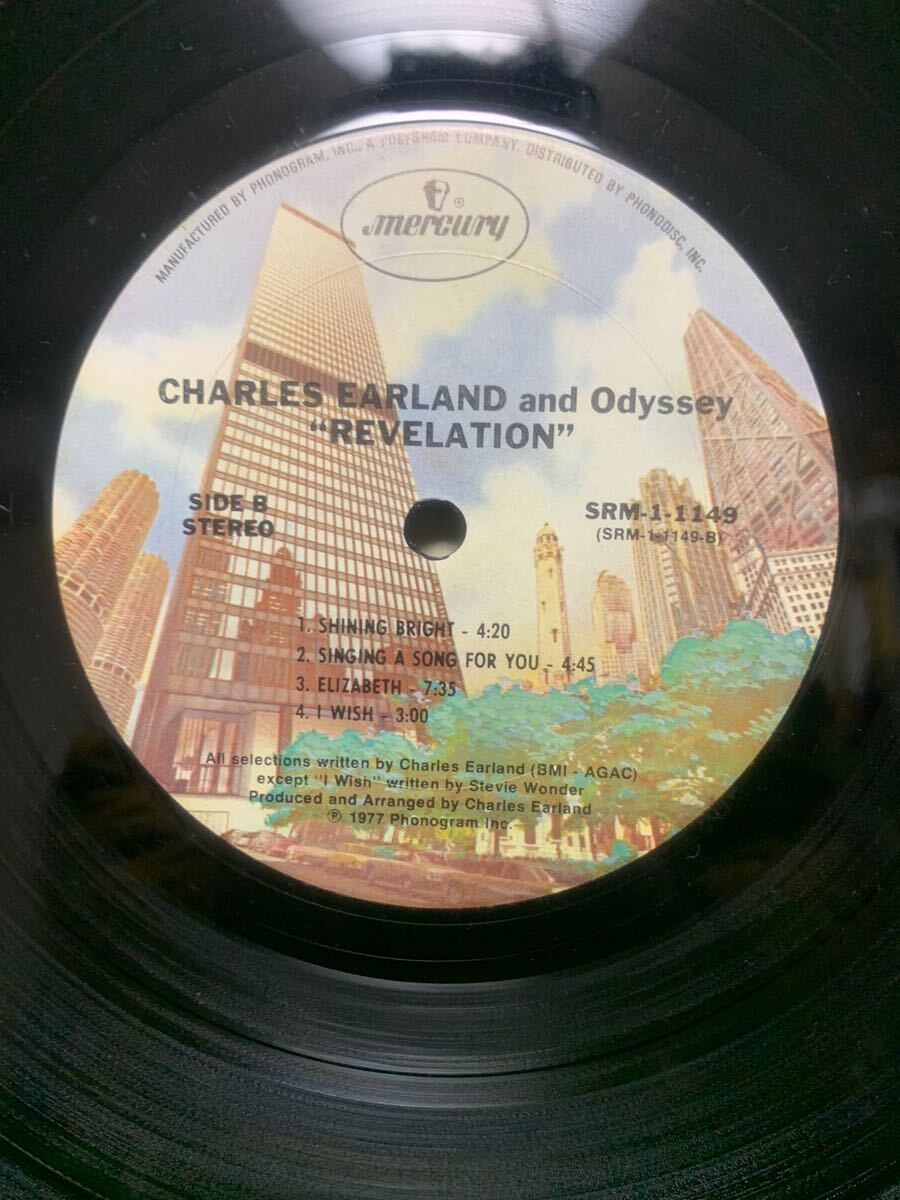 MANUFACTURED BY PHONOGRAM, INC., A POLYGRAM COMPANY. DISTRIBUTED BY PHONODISC, INC.
mercury ®
CHARLES EARLAND and Odyssey
"REVELATION"
SIDE B
STEREO
SRM-1-1149
(SRM-1-1149-B)
1. SHINING BRIGHT - 4:20
2. SINGING A SONG FOR YOU - 4:45
3. ELIZABETH - 7:35
4. I WISH - 3:00
All selections written by Charles Earland (BMI - AGAC)
except "I Wish" written by Stevie Wonder
Produced and Arranged by Charles Earland
℗ 1977 Phonogram Inc.